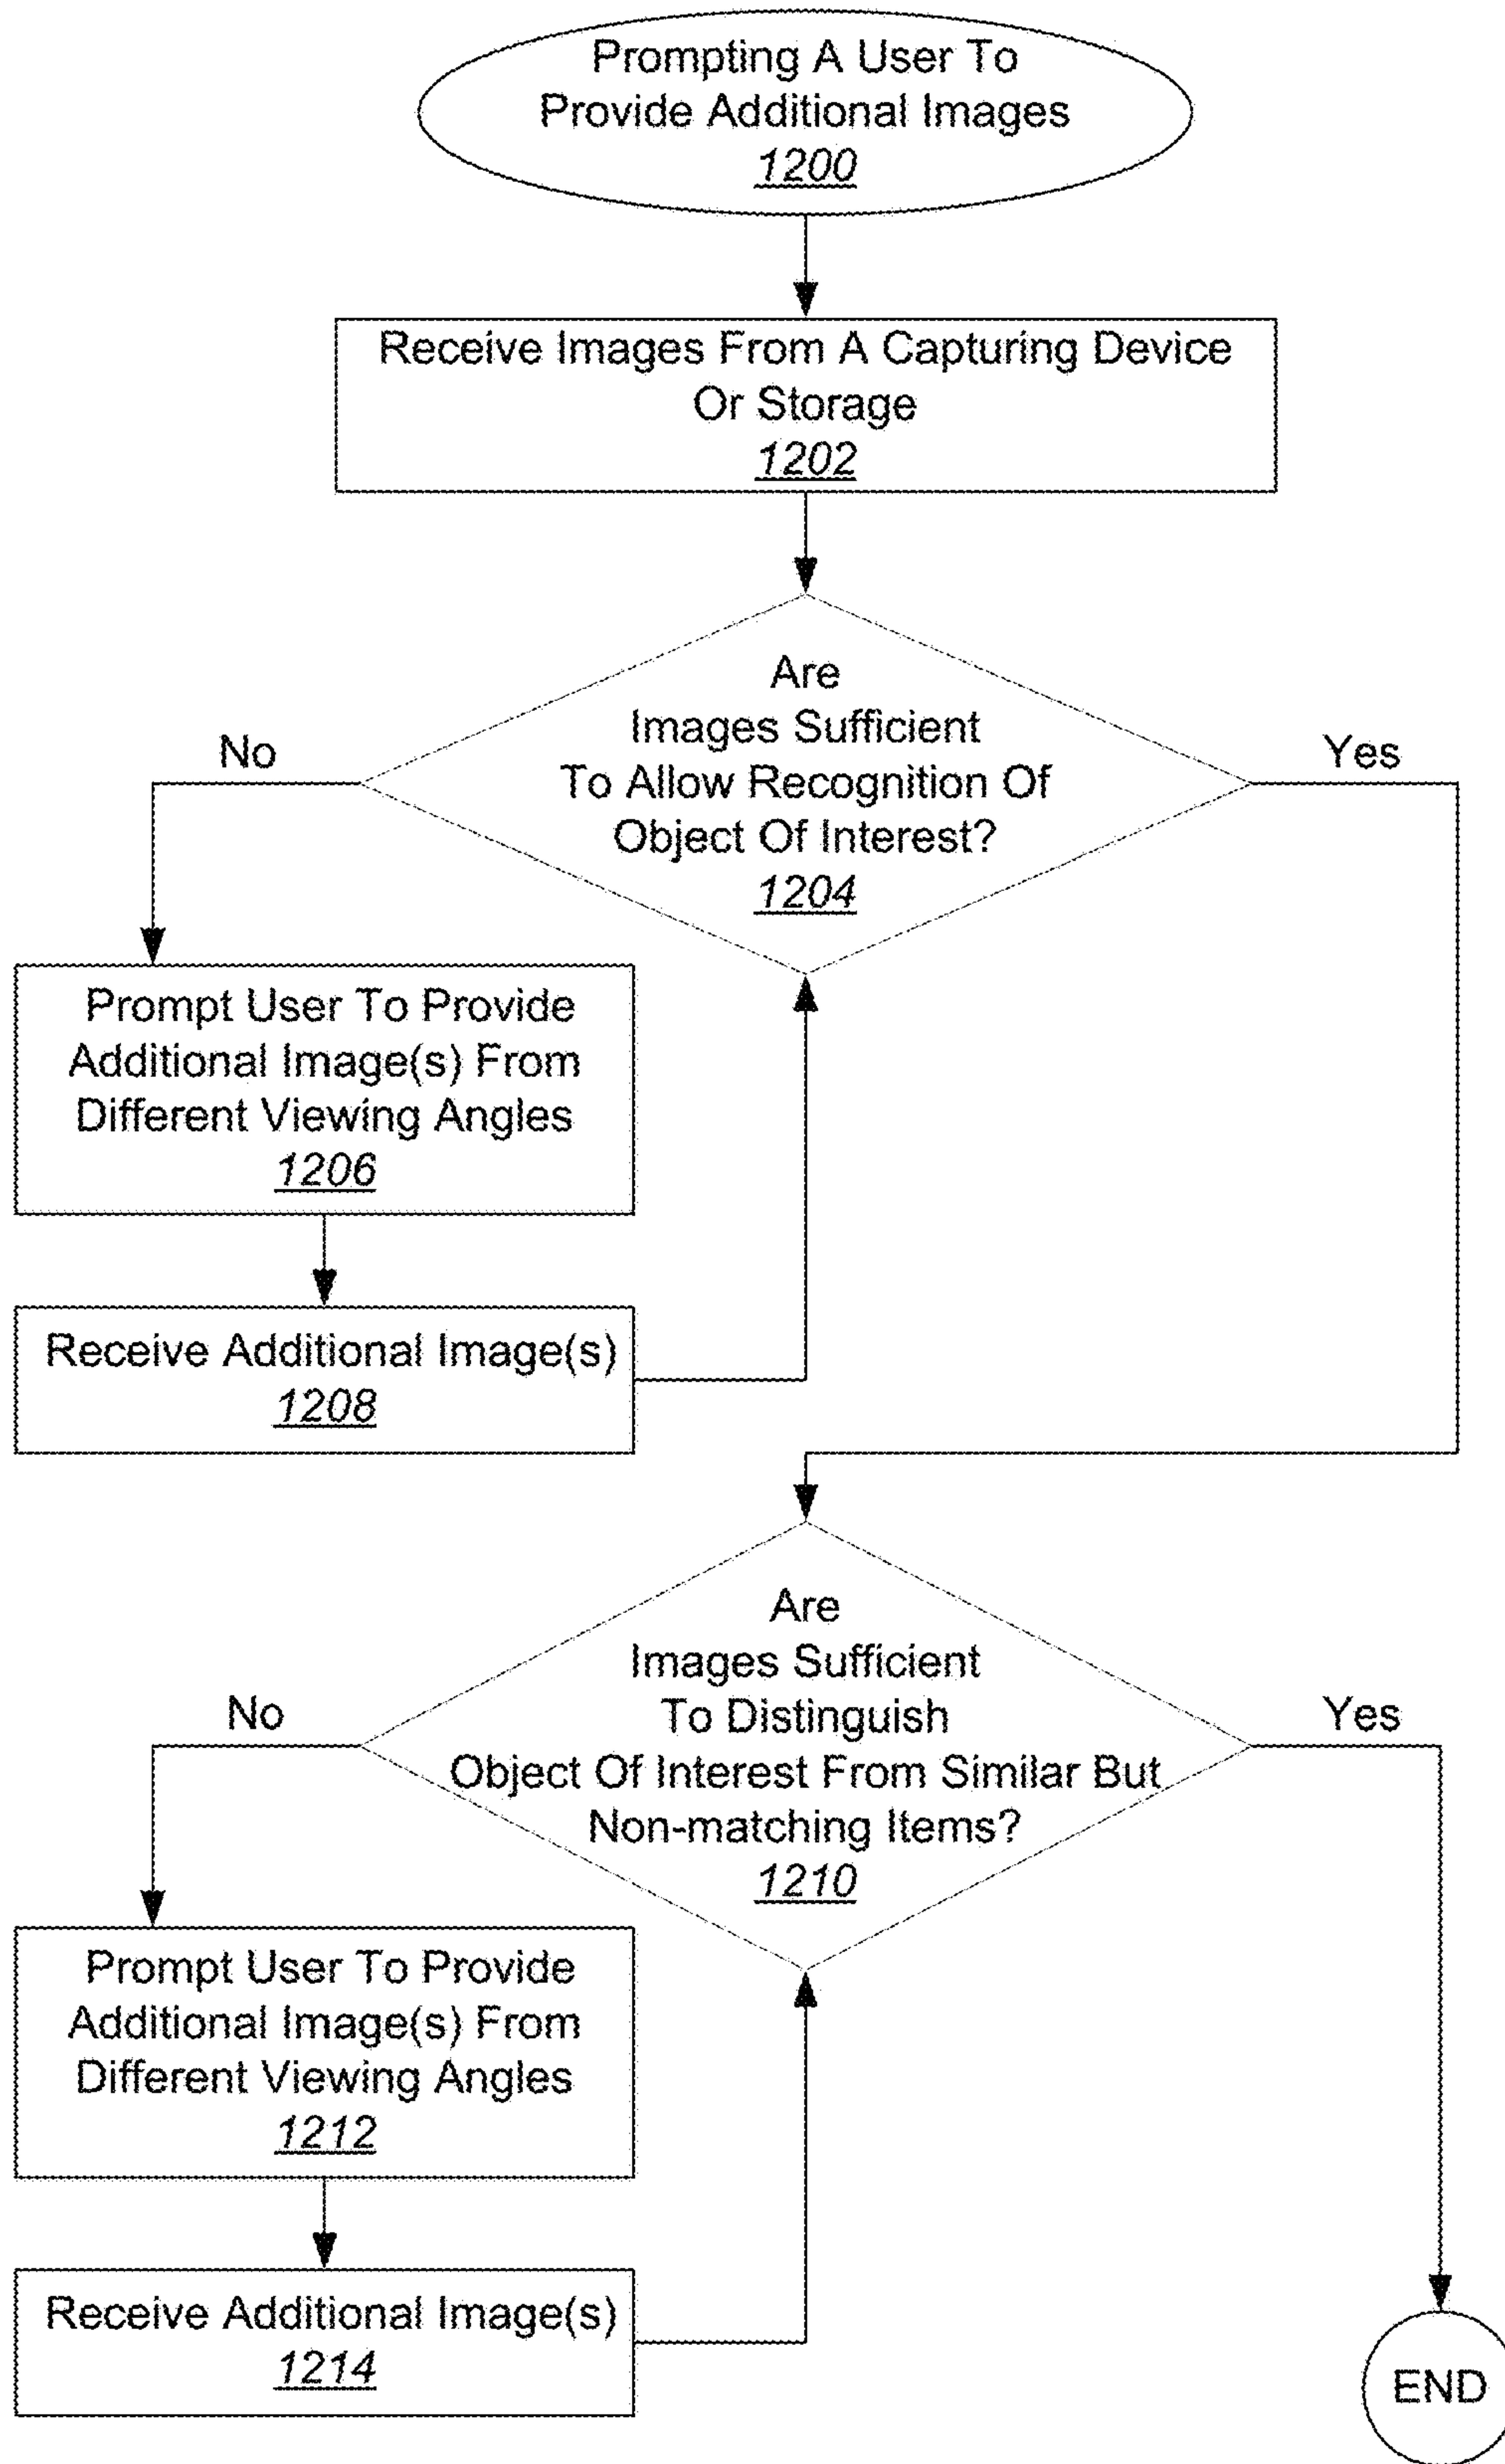 Prompting A User To
Provide Additional Images
1200
Receive Images From A Capturing Device
Or Storage
1202
Are
Images Sufficient
To Allow Recognition Of
Object Of Interest?
1204
No
Yes
Prompt User To Provide
Additional Image(s) From
Different Viewing Angles
1206
Receive Additional Image(s)
1208
Are
Images Sufficient
To Distinguish
Object Of Interest From Similar But
Non-matching Items?
1210
No
Yes
Prompt User To Provide
Additional Image(s) From
Different Viewing Angles
1212
Receive Additional Image(s)
1214
END